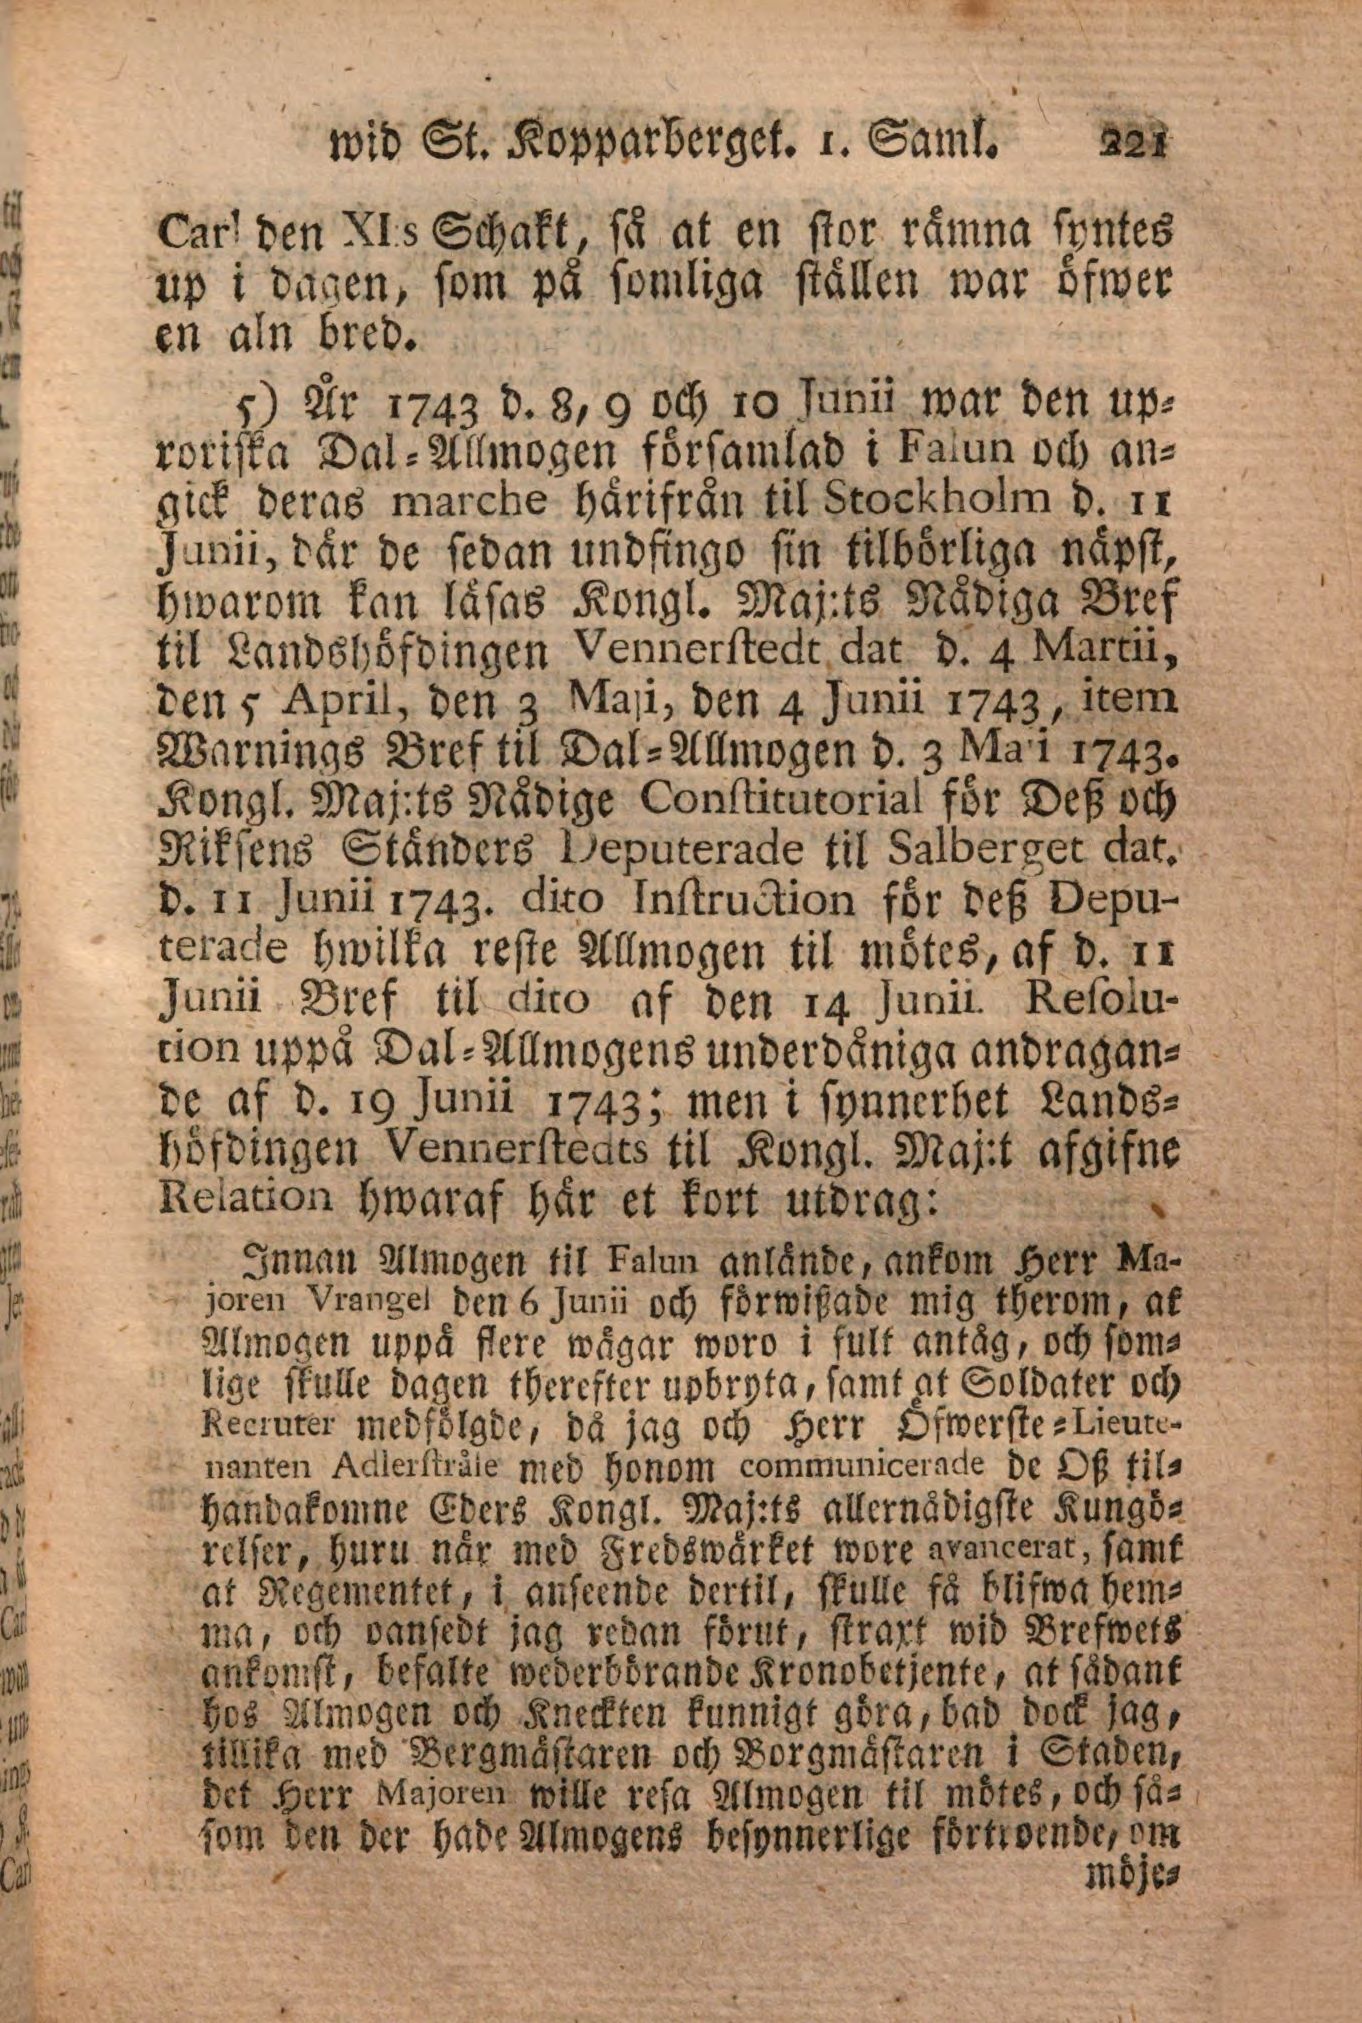 wid St. Kopparberget. 1. Saml. 221
Carl den XI:s Schakt, så at en stor råmna syntes
up i dagen, som på somliga ställen war öfwer
en aln bred.
5) År 1743 d. 8, 9 och 10 Junii war den up-
roriska Dal-Allmogen församlad i Falun och an-
gick deras marche hårifrån til Stockholm d. 11
Junii, dår de sedan undfingo sin tilbörliga näpst,
hwarom kan låsas Kongl. Maj:ts Nådiga Bref
til Landshöfdingen Vennerstedt dat d. 4 Martii,
den 5 April, den 3 Maji, den 4 Junii 1743, item
Warnings Bref til Dal-Allmogen d. 3 Maji 1743.
Kongl. Maj:ts Nådige Constitutorial för Deß och
Riksens Ständers Deputerade til Salberget dat.
d. 11 Junii 1743. dito Instruction för deß Depu-
terade hwilka reste Allmogen til mötes, af d. 11
Junii Bref til dito af den 14 Junii. Resolu-
tion uppå Dal-Allmogens underdåniga andragan-
de af d. 19 Junii 1743; men i synnerhet Lands-
höfdingen Vennerstedts til Kongl. Maj:t afgifne
Relation hwaraf hår et kort utdrag:
Innan Almogen til Falun anlände, ankom Herr Ma-
joren Vrangel den 6 Junii och förwißade mig therom, at
Almogen uppå flere wågar woro i fult antåg, och som-
lige skulle dagen therefter upbryta, samt at Soldater och
Recruter medfölgde, då jag och Herr Öfwerste-Lieute-
nanten Adlerstråle med honom communicerade de Oß til-
handakomne Eders Kongl. Maj:ts allernådigste Kungö-
relser, huru när med Fredswärket wore avancerat, samt
at Regementet, i anseende dertil, skulle få blifwa hem-
ma, och oansedt jag redan förut, straxt wid Brefwets
ankomst, befalte wederbörande Kronobetjente, at sådant
hos Almogen och Kneckten kunnigt göra, bad dock jag,
tillika med Bergmästaren och Borgmästaren i Staden,
det Herr Majoren wille resa Almogen til mötes, och så-
som den der hade Almogens besynnerlige förtroende, om
möje-